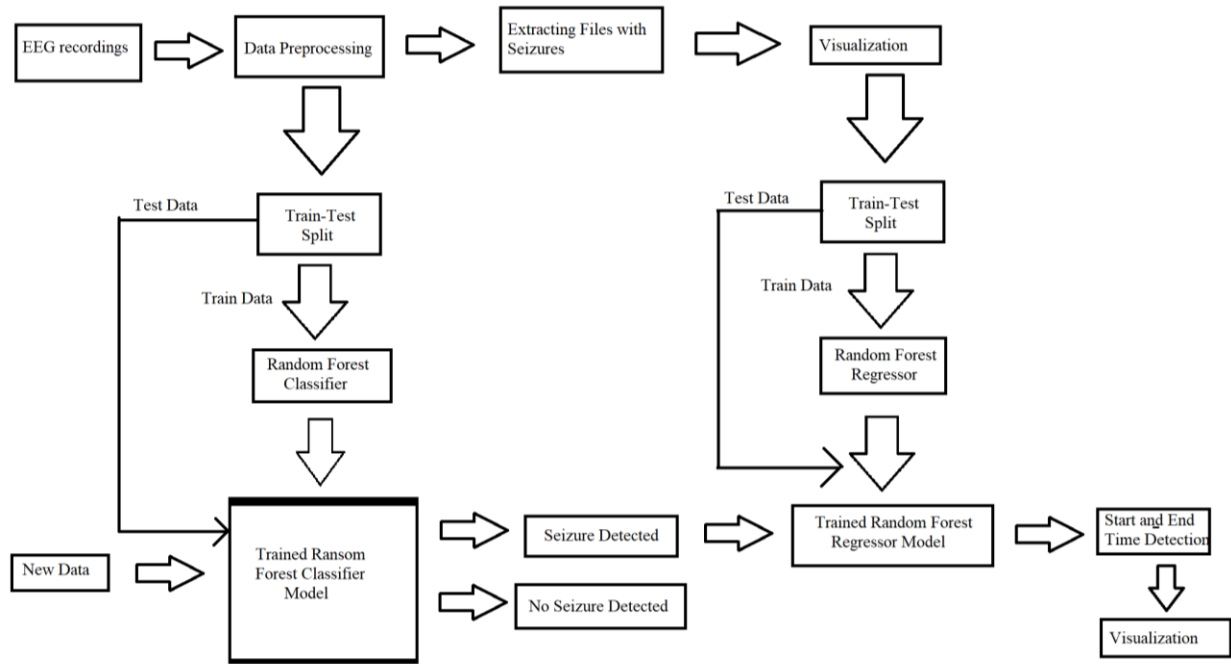 EEG recordings
Data Preprocessing
Extracting Files with
Seizures
Visualization
Test Data
Train-Test
Split
Train Data
Random Forest
Classifier
Test Data
Train-Test
Split
Train Data
Random Forest
Regressor
New Data
Trained Ransom
Forest Classifier
Model
Seizure Detected
No Seizure Detected
Trained Random Forest
Regressor Model
Start and End
Time Detection
Visualization